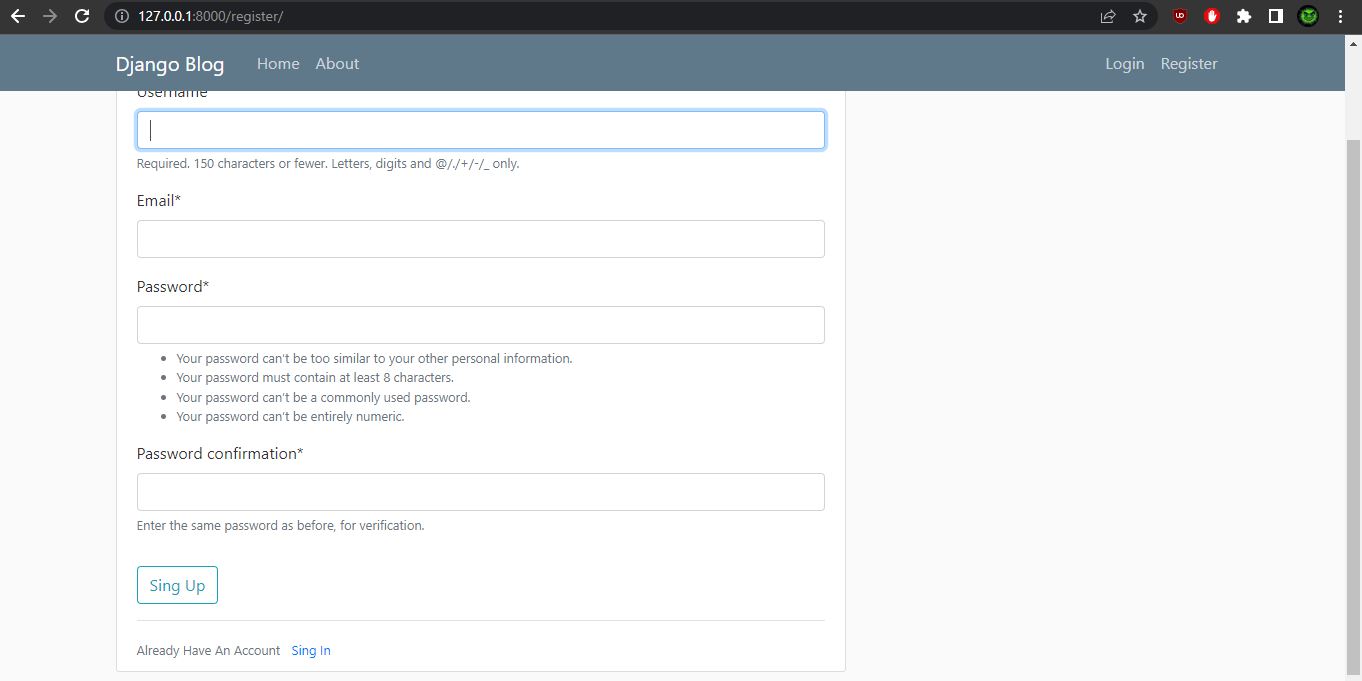 127.0.0.1:8000/register/
Django Blog Home About Login Register
Username
Required. 150 characters or fewer. Letters, digits and @/./+/-/_ only.
Email*
Password*
• Your password can't be too similar to your other personal information.
• Your password must contain at least 8 characters.
• Your password can't be a commonly used password.
• Your password can't be entirely numeric.
Password confirmation*
Enter the same password as before, for verification.
Sing Up
Already Have An Account Sing In